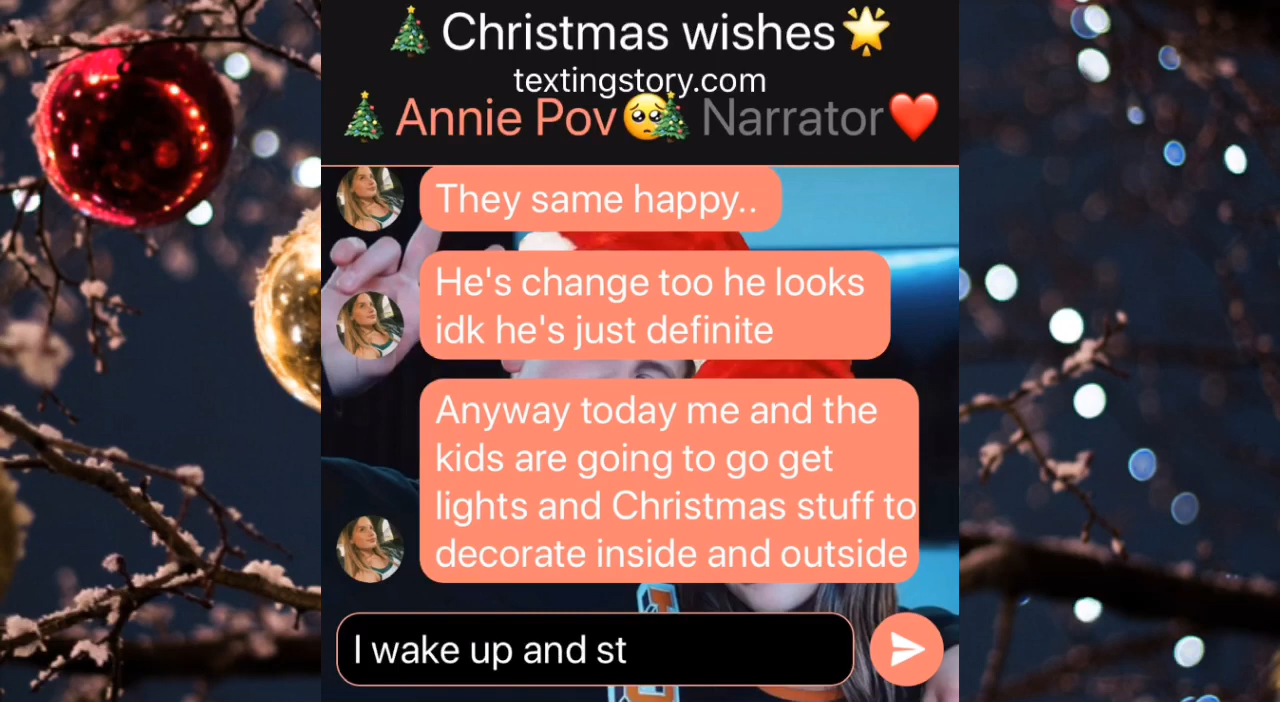 🎄 Christmas wishes🌟
textingstory.com
🎄 Annie Pov🥺🎄 Narrator❤️
They same happy..
He's change too he looks
idk he's just definite
Anyway today me and the
kids are going to go get
lights and Christmas stuff to
decorate inside and outside
I wake up and st